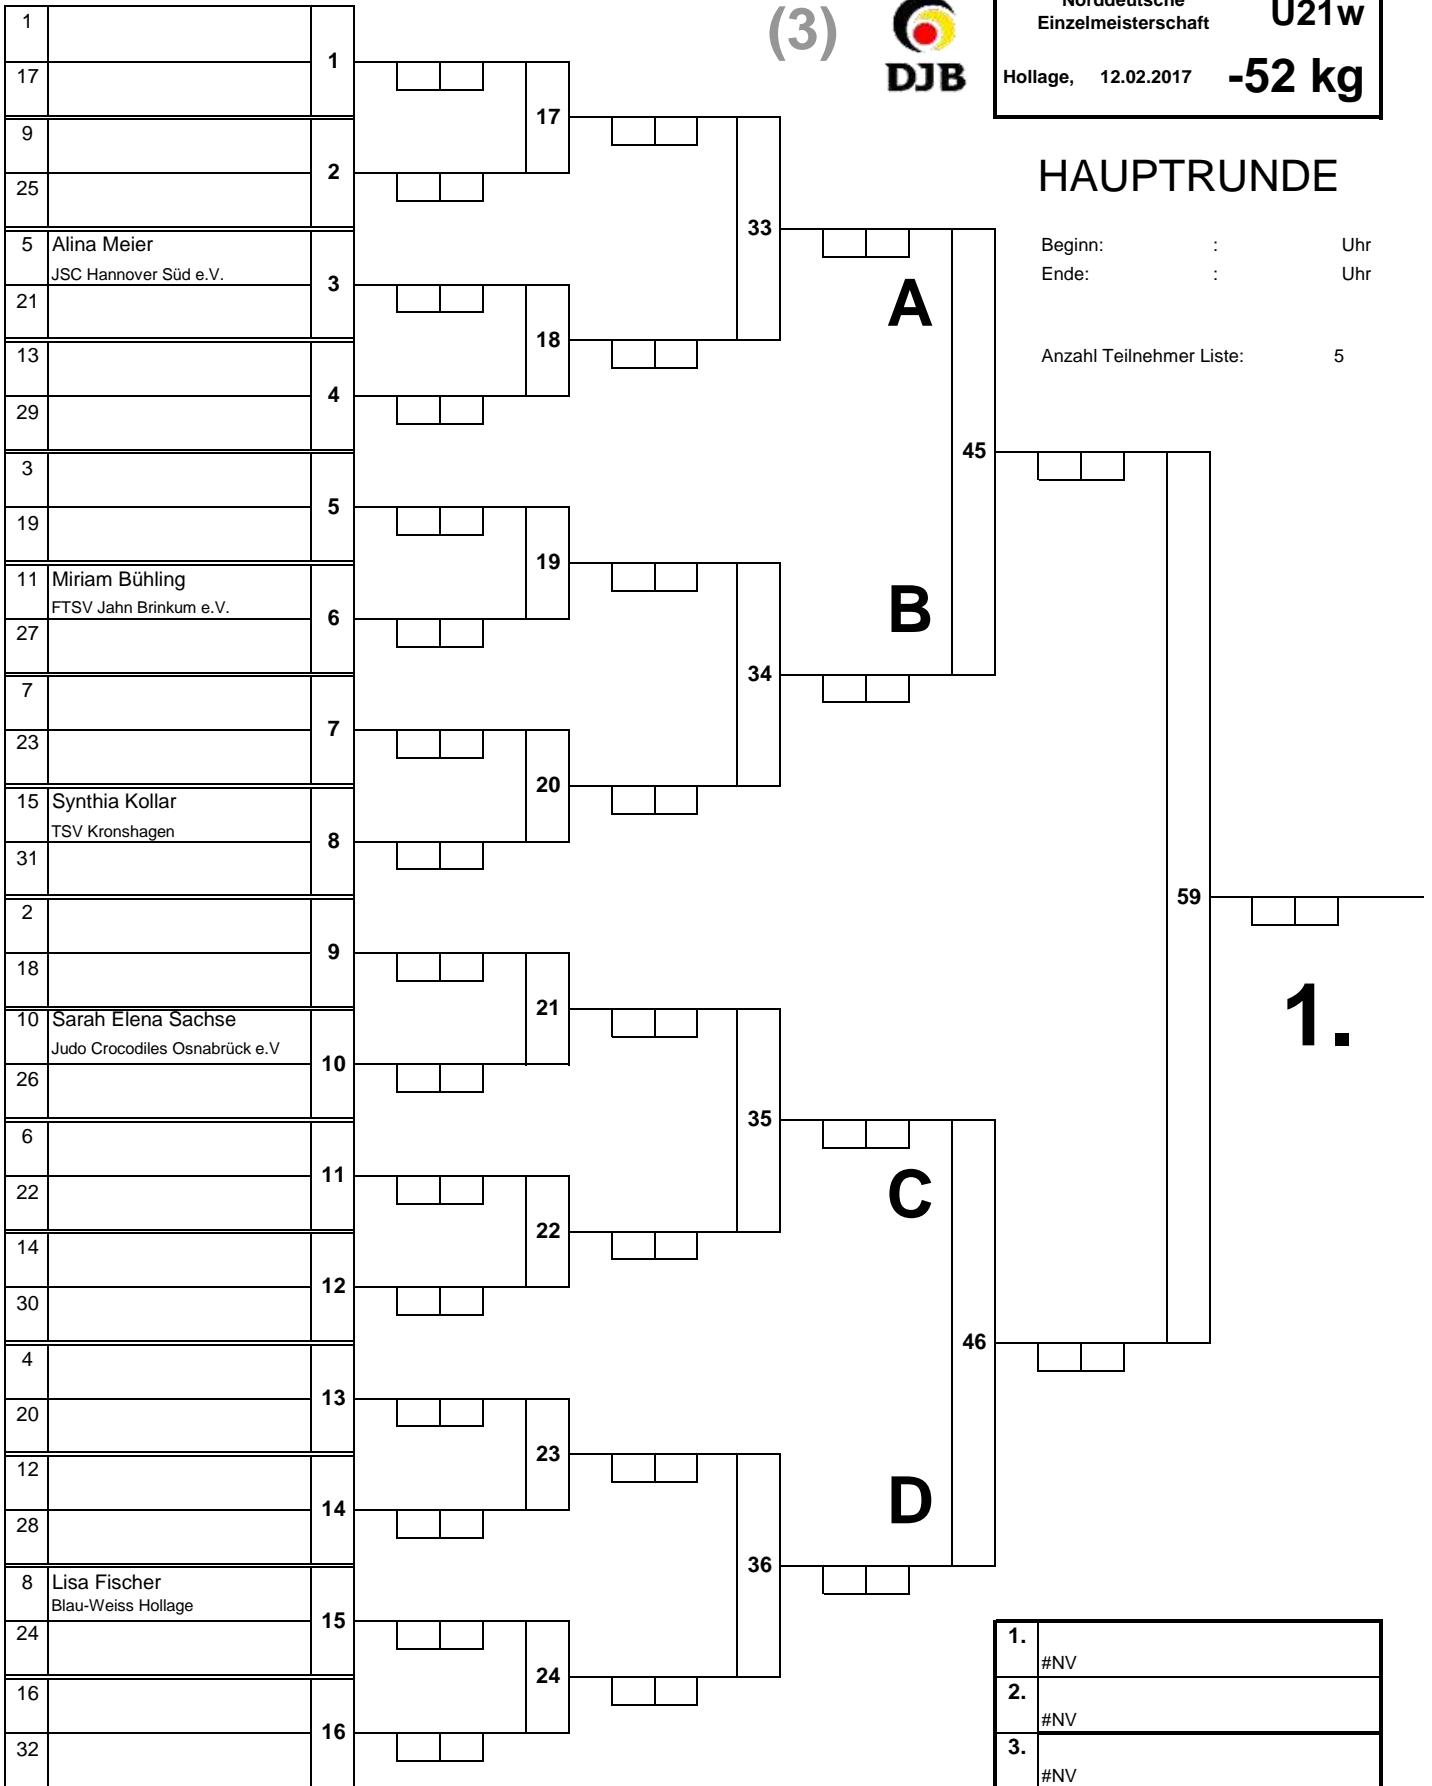 (3)
DJB
Norddeutsche
Einzelmeisterschaft
U21w
Hollage, 12.02.2017 -52 kg
HAUPTRUNDE
Beginn: : Uhr
Ende: : Uhr
Anzahl Teilnehmer Liste: 5
1
17
1
9
25
2
5 Alina Meier
JSC Hannover Süd e.V.
21
3
13
29
4
3
19
5
11 Miriam Bühling
FTSV Jahn Brinkum e.V.
27
6
7
23
7
15 Synthia Kollar
TSV Kronshagen
31
8
2
18
9
10 Sarah Elena Sachse
Judo Crocodiles Osnabrück e.V
26
10
6
22
11
14
30
12
4
20
13
12
28
14
8 Lisa Fischer
Blau-Weiss Hollage
24
15
16
32
16
17
18
19
20
21
22
23
24
33
34
35
36
A
B
C
D
45
46
59
1.
1.
#NV
2.
#NV
3.
#NV